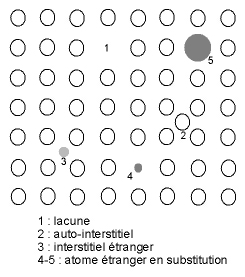 1
5
2
3
4
1 : lacune
2 : auto-interstitiel
3 : interstitiel étranger
4-5 : atome étranger en substitution